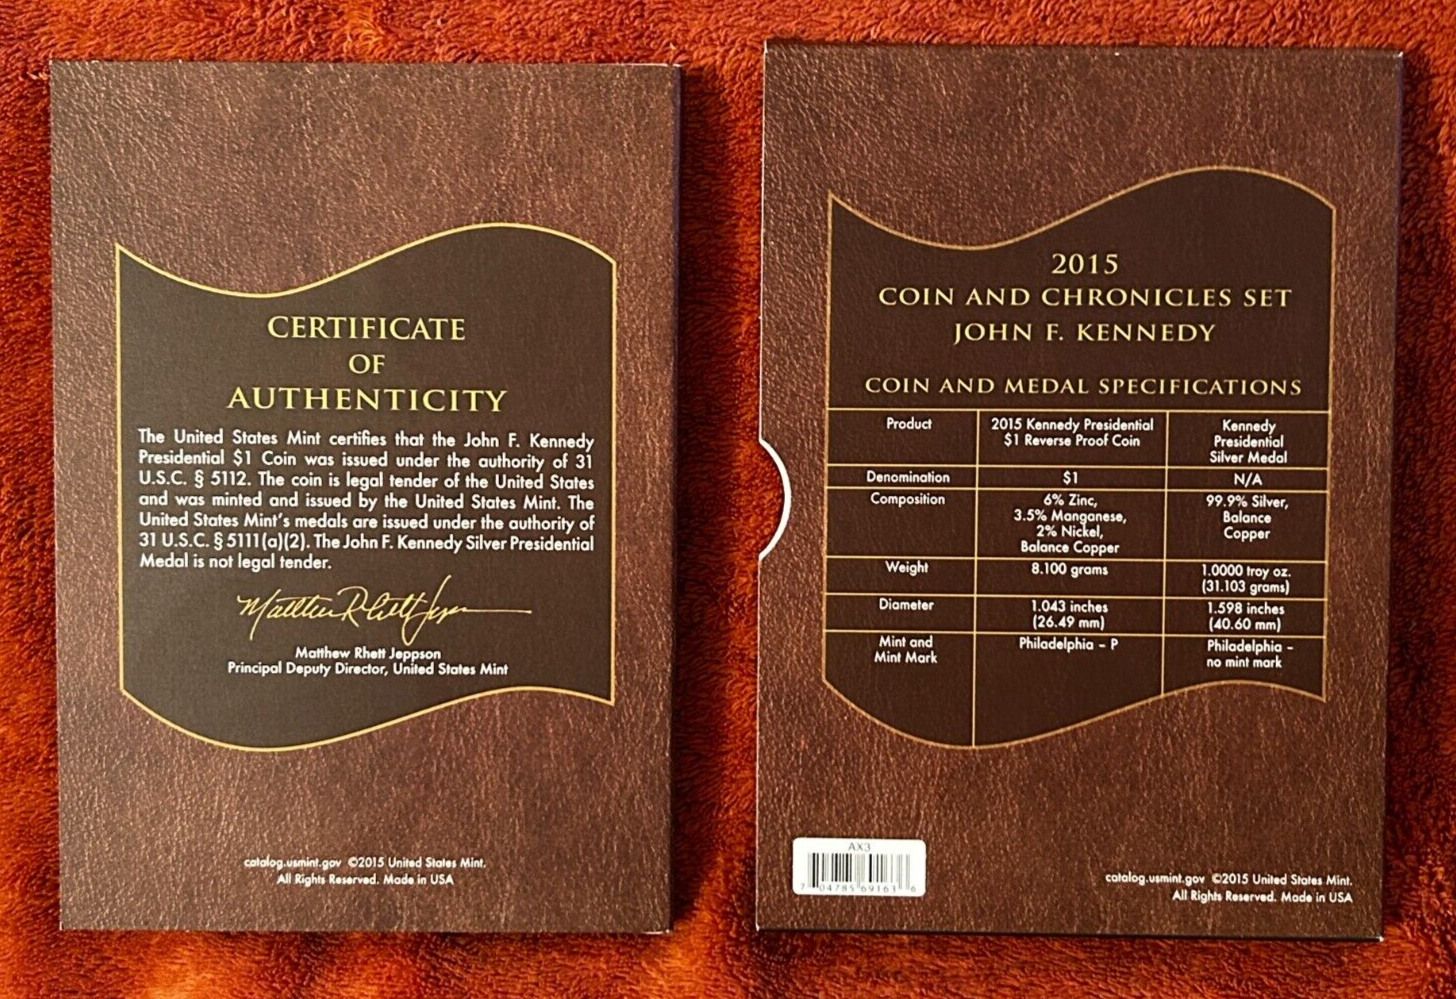 CERTIFICATE
OF
AUTHENTICITY
The United States Mint certifies that the John F. Kennedy
Presidential $1 Coin was issued under the authority of 31
U.S.C. § 5112. The coin is legal tender of the United States
and was minted and issued by the United States Mint. The
United States Mint's medals are issued under the authority of
31 U.S.C. § 5111(a)(2). The John F. Kennedy Silver Presidential
Medal is not legal tender.
Matthew Rhett Jeppson
Matthew Rhett Jeppson
Principal Deputy Director, United States Mint
catalog.usmint.gov ©2015 United States Mint.
All Rights Reserved. Made in USA
2015
COIN AND CHRONICLES SET
JOHN F. KENNEDY
COIN AND MEDAL SPECIFICATIONS
Product
2015 Kennedy Presidential
$1 Reverse Proof Coin
Kennedy
Presidential
Silver Medal
Denomination
$1
N/A
Composition
6% Zinc,
3.5% Manganese,
2% Nickel,
Balance Copper
99.9% Silver,
Balance
Copper
Weight
8.100 grams
1.0000 troy oz.
(31.103 grams)
Diameter
1.043 inches
(26.49 mm)
1.598 inches
(40.60 mm)
Mint and
Mint Mark
Philadelphia – P
Philadelphia –
no mint mark
AX3
7 04785 69163 6
catalog.usmint.gov ©2015 United States Mint.
All Rights Reserved. Made in USA